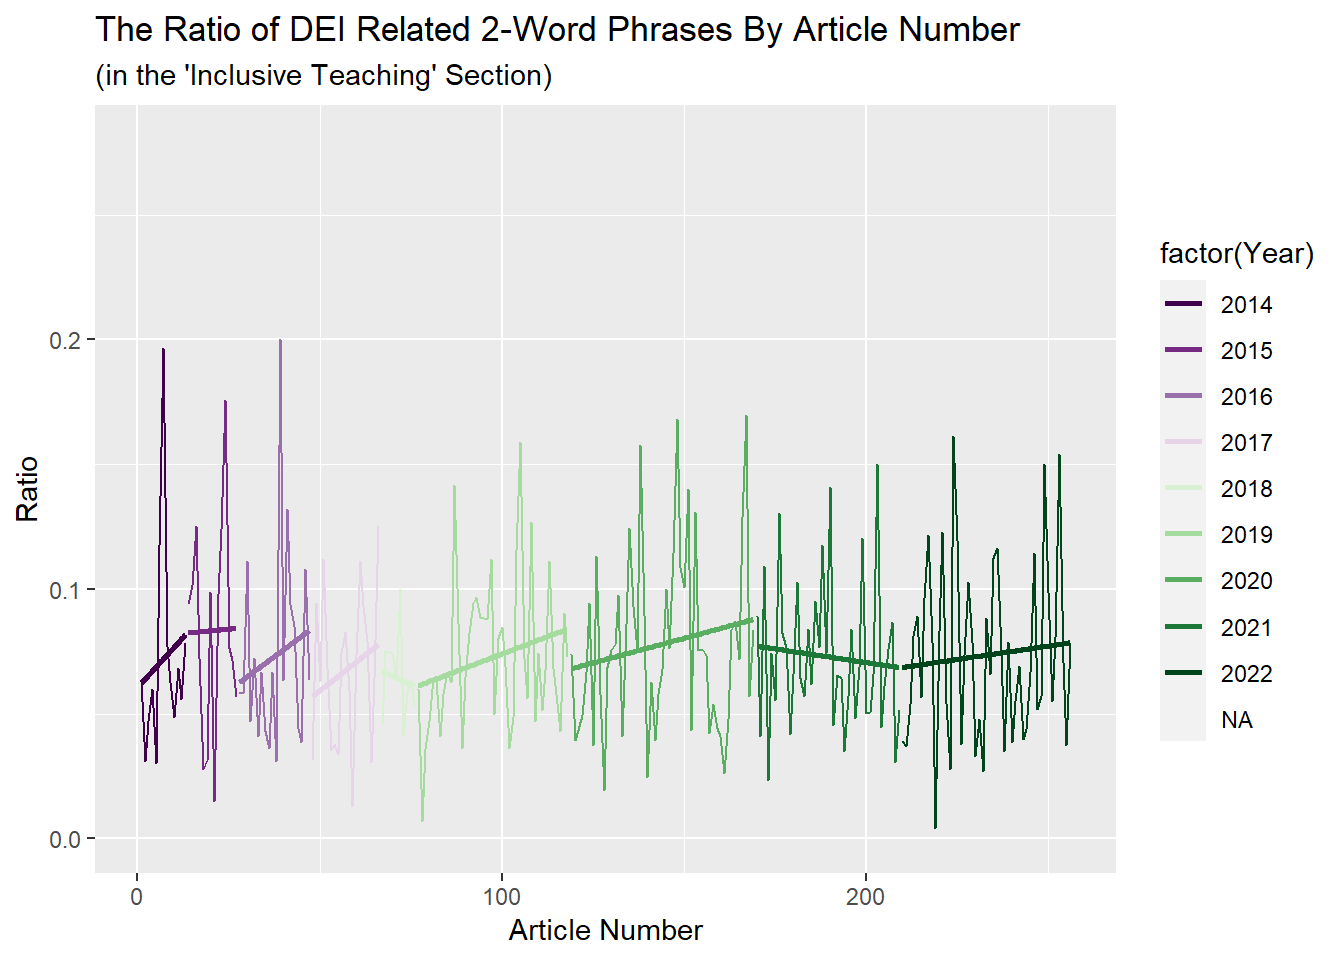 The Ratio of DEI Related 2-Word Phrases By Article Number
(in the 'Inclusive Teaching' Section)
Ratio
0.2
0.1
0.0
0
100
200
Article Number
factor(Year)
2014
2015
2016
2017
2018
2019
2020
2021
2022
NA